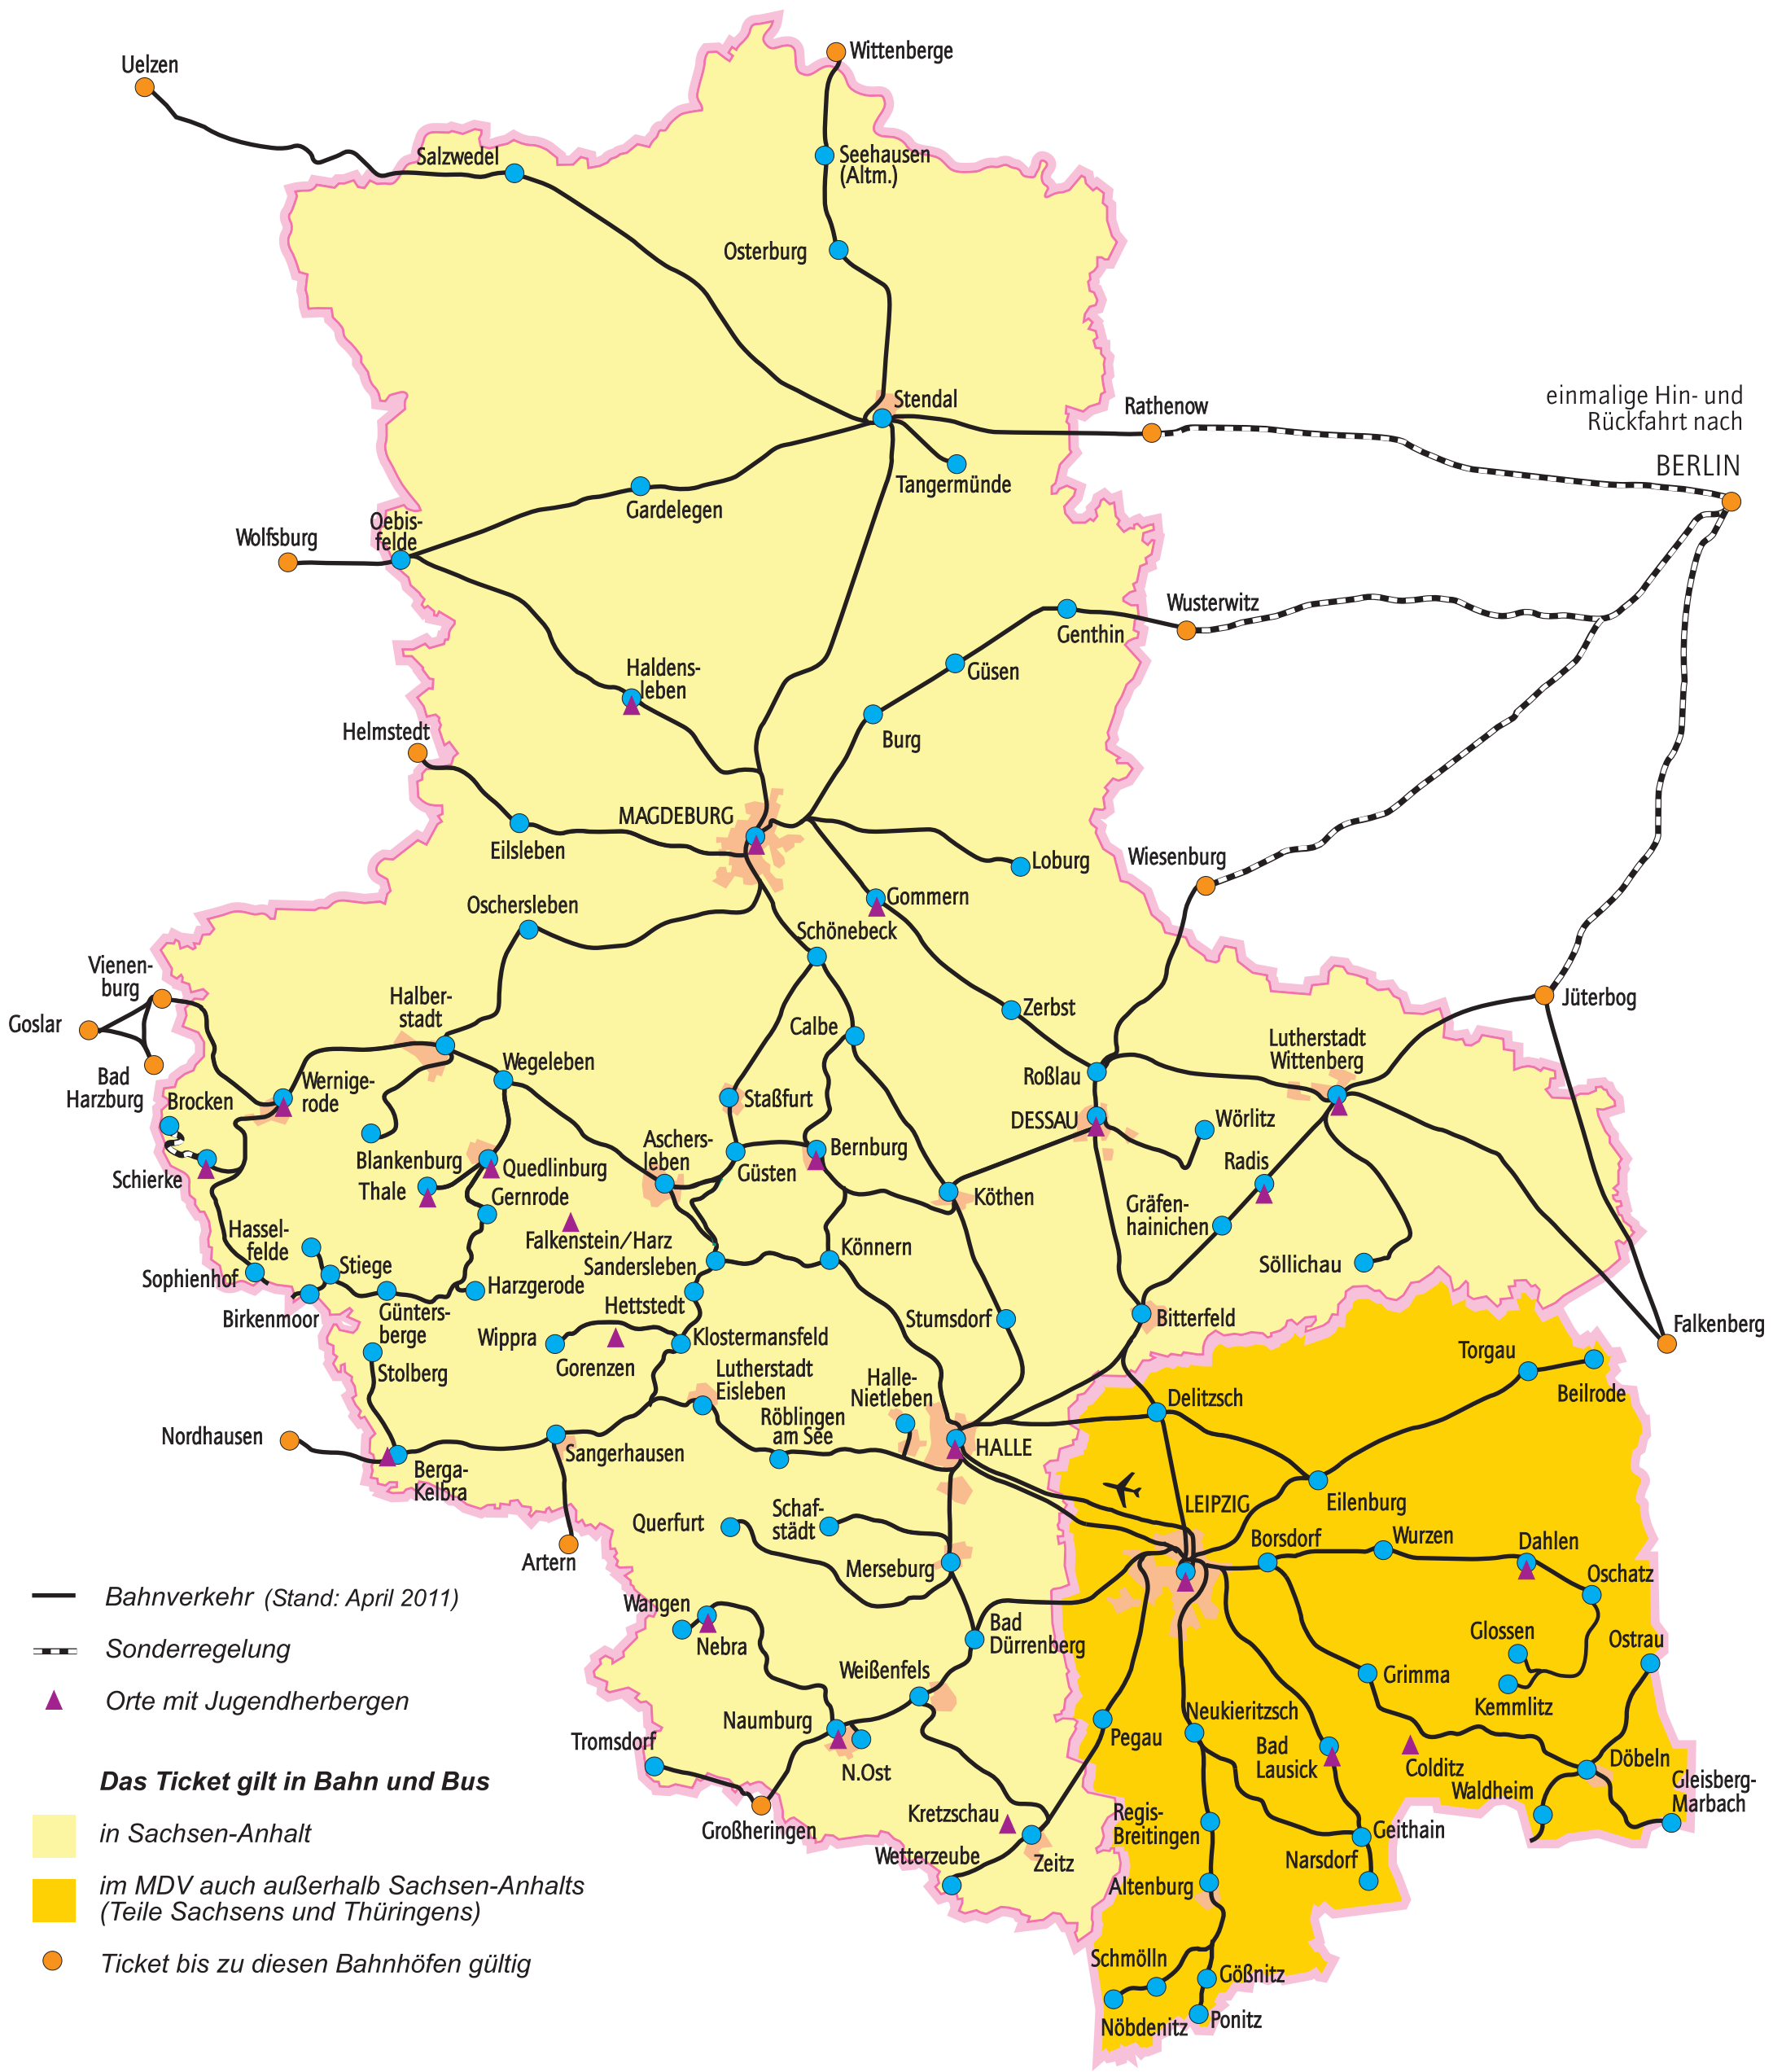 Wittenberge
Uelzen
Salzwedel
Seehausen
(Altm.)
Osterburg
Stendal
Rathenow
einmalige Hin- und
Rückfahrt nach
BERLIN
Tangermünde
Gardelegen
Oebis-
felde
Wolfsburg
Wusterwitz
Genthin
Güsen
Haldens-
leben
Burg
Helmstedt
MAGDEBURG
Eilsleben
Loburg
Wiesenburg
Gommern
Oschersleben
Schönebeck
Vienen-
burg
Goslar
Halber-
stadt
Zerbst
Jüterbog
Calbe
Lutherstadt
Wittenberg
Wegeleben
Bad
Harzburg
Brocken
Wernige-
rode
Roßlau
Staßfurt
DESSAU
Wörlitz
Aschers-
leben
Bernburg
Blankenburg
Quedlinburg
Güsten
Radis
Schierke
Thale
Gernrode
Köthen
Gräfen-
hainichen
Hassel-
felde
Falkenstein/Harz
Sandersleben
Könnern
Söllichau
Stiege
Sophienhof
Harzgerode
Hettstedt
Birkenmoor
Günters-
berge
Stumsdorf
Bitterfeld
Falkenberg
Wippra
Klostermansfeld
Gorenzen
Stolberg
Lutherstadt
Eisleben
Halle-
Nietleben
Torgau
Beilrode
Delitzsch
Röblingen
am See
Nordhausen
Sangerhausen
HALLE
Berga-
Kelbra
LEIPZIG
Eilenburg
Querfurt
Schaf-
städt
Borsdorf
Wurzen
Dahlen
Artern
Merseburg
Oschatz
Bahnverkehr (Stand: April 2011)
Wangen
Nebra
Bad
Dürrenberg
Glossen
Ostrau
Sonderregelung
Weißenfels
Grimma
Kemmlitz
Orte mit Jugendherbergen
Naumburg
Neukieritzsch
Tromsdorf
Pegau
Bad
Lausick
Colditz
Döbeln
N.Ost
Waldheim
Gleisberg-
Marbach
Das Ticket gilt in Bahn und Bus
Kretzschau
Regis-
Breitingen
Großheringen
Geithain
in Sachsen-Anhalt
Wetterzeube
Zeitz
Narsdorf
Altenburg
im MDV auch außerhalb Sachsen-Anhalts
(Teile Sachsens und Thüringens)
Schmölln
Gößnitz
Ticket bis zu diesen Bahnhöfen gültig
Nöbdenitz
Ponitz